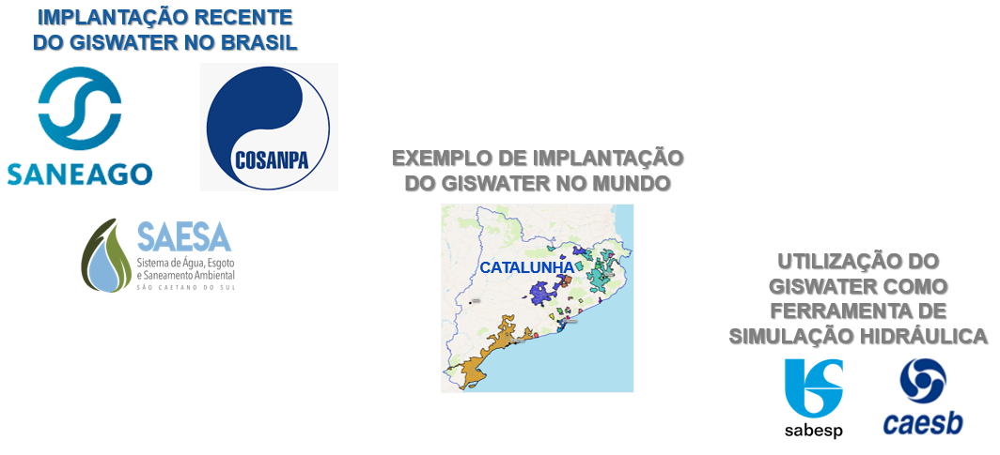 IMPLANTAÇÃO RECENTE
DO GISWATER NO BRASIL
SANEAGO
COSANPA
SAESA
Sistema de Água, Esgoto
e Saneamento Ambiental
SÃO CAETANO DO SUL
EXEMPLO DE IMPLANTAÇÃO
DO GISWATER NO MUNDO
CATALUNHA
UTILIZAÇÃO DO
GISWATER COMO
FERRAMENTA DE
SIMULAÇÃO HIDRÁULICA
sabesp
caesb